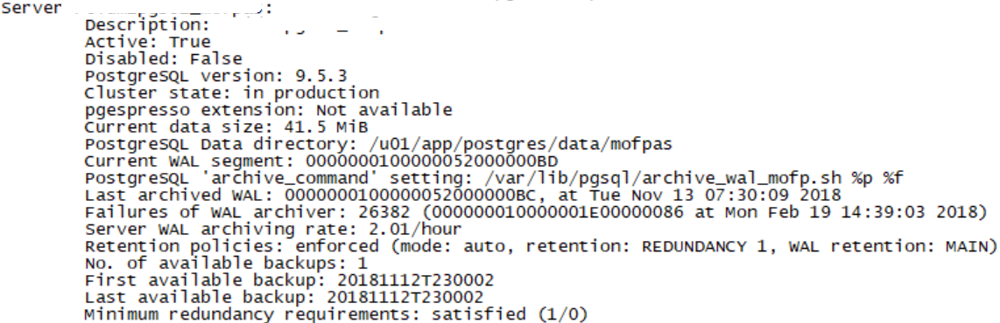 Server
Description:
Active: True
Disabled: False
PostgreSQL version: 9.5.3
Cluster state: in production
pgespresso extension: Not available
Current data size: 41.5 MiB
PostgreSQL Data directory: /u01/app/postgres/data/mofpas
Current WAL segment: 0000000100000052000000BD
PostgreSQL 'archive_command' setting: /var/lib/pgsql/archive_wal_mofp.sh %p %f
Last archived WAL: 0000000100000052000000BC, at Tue Nov 13 07:30:09 2018
Failures of WAL archiver: 26382 (000000010000001E00000086 at Mon Feb 19 14:39:03 2018)
Server WAL archiving rate: 2.01/hour
Retention policies: enforced (mode: auto, retention: REDUNDANCY 1, WAL retention: MAIN)
No. of available backups: 1
First available backup: 20181112T230002
Last available backup: 20181112T230002
Minimum redundancy requirements: satisfied (1/0)